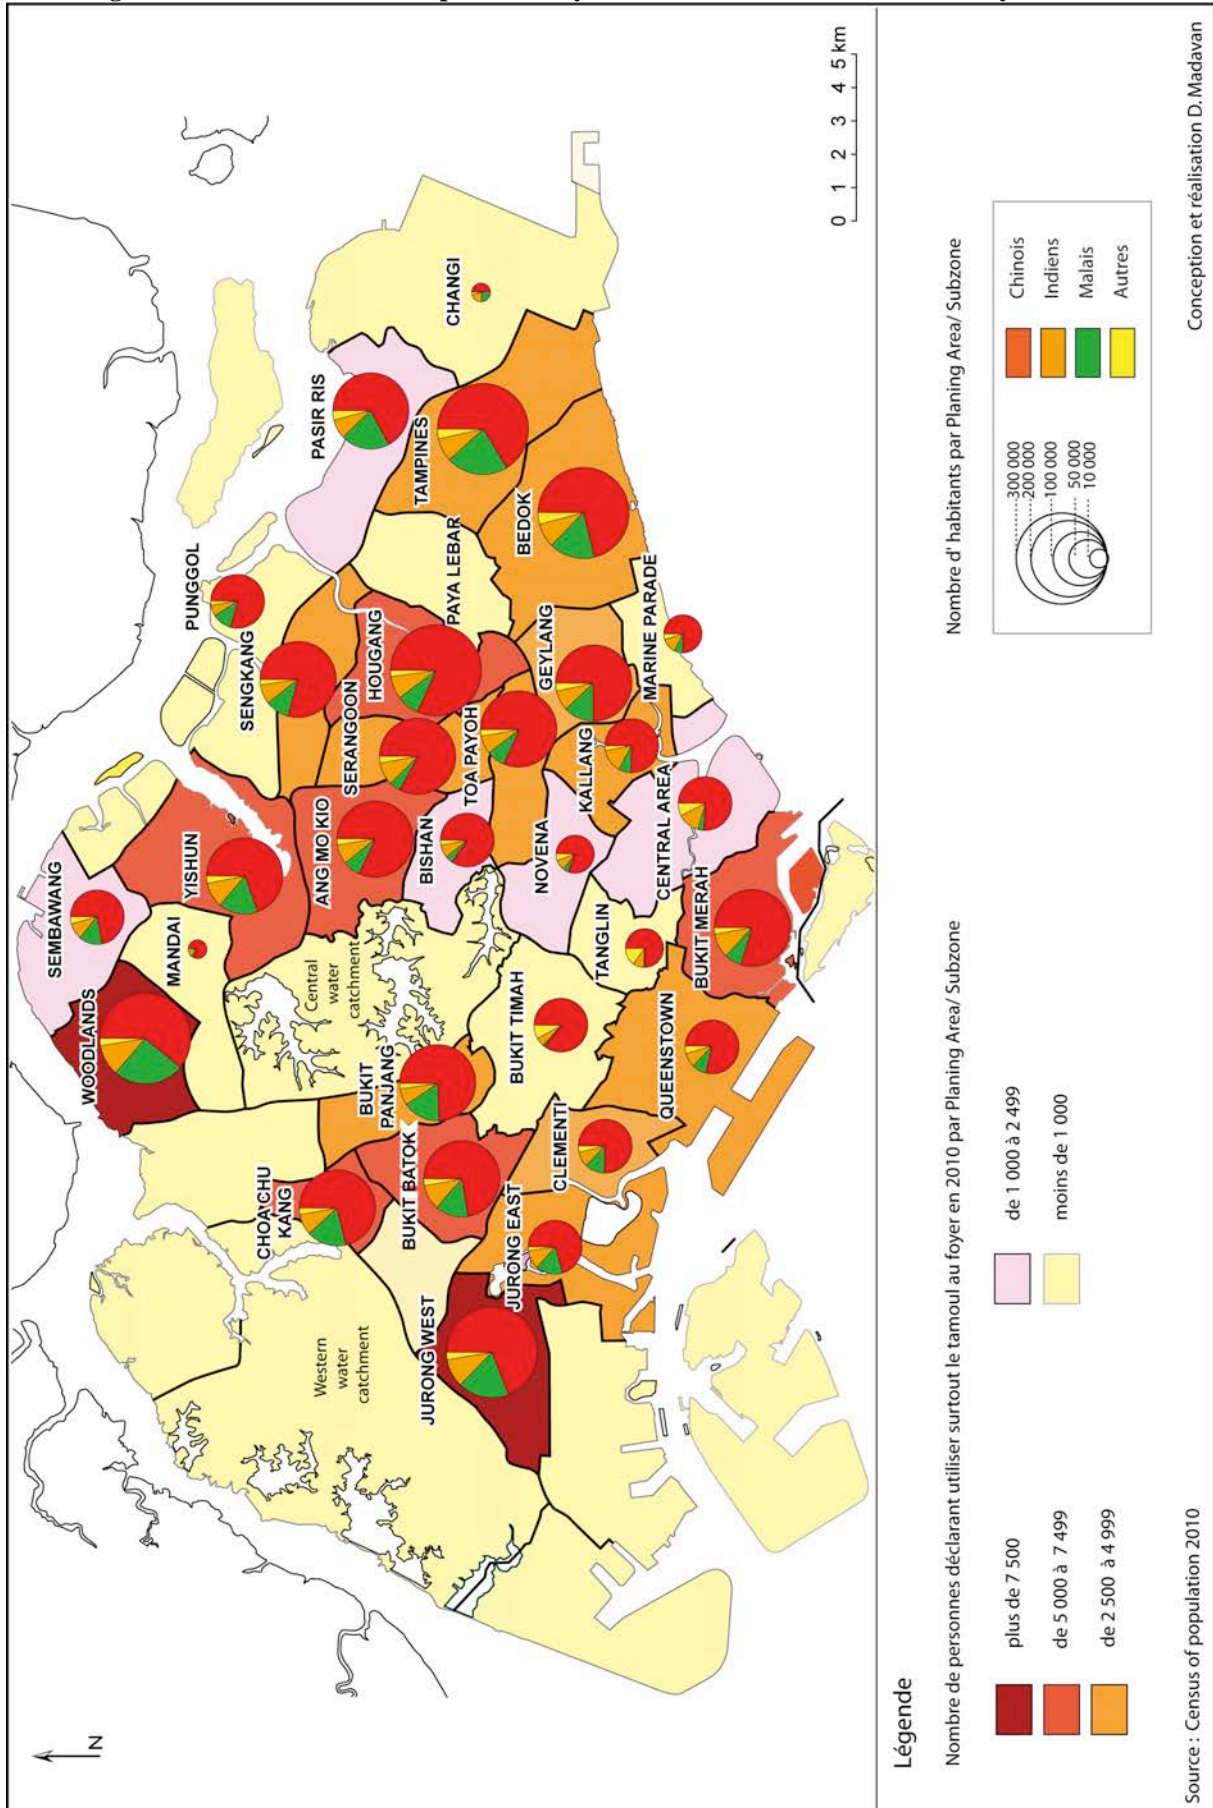 N
SEMBAWANG
WOODLANDS
MANDAI
YISHUN
PUNGGOL
SENGKANG
PASIR RIS
CHANGI
TAMPINES
CHOA CHU
KANG
Central
water
catchment
BUKIT
PANJANG
ANG MO KIO
SERANGOON
HOUGANG
PAYA LEBAR
Western
water
catchment
BUKIT BATOK
BISHAN
TOA PAYOH
BEDOK
JURONG WEST
JURONG EAST
CLEMENTI
BUKIT TIMAH
NOVENA
KALLANG
GEYLANG
MARINE PARADE
TANGLIN
CENTRAL AREA
QUEENSTOWN
BUKIT MERAH
0 1 2 3 4 5 km
Légende
Nombre de personnes déclarant utiliser surtout le tamoul au foyer en 2010 par Planing Area/ Subzone
plus de 7 500
de 5 000 à 7 499
de 2 500 à 4 999
de 1 000 à 2 499
moins de 1 000
Nombre d' habitants par Planing Area/ Subzone
300 000
200 000
100 000
50 000
10 000
Chinois
Indiens
Malais
Autres
Source : Census of population 2010
Conception et réalisation D. Madavan